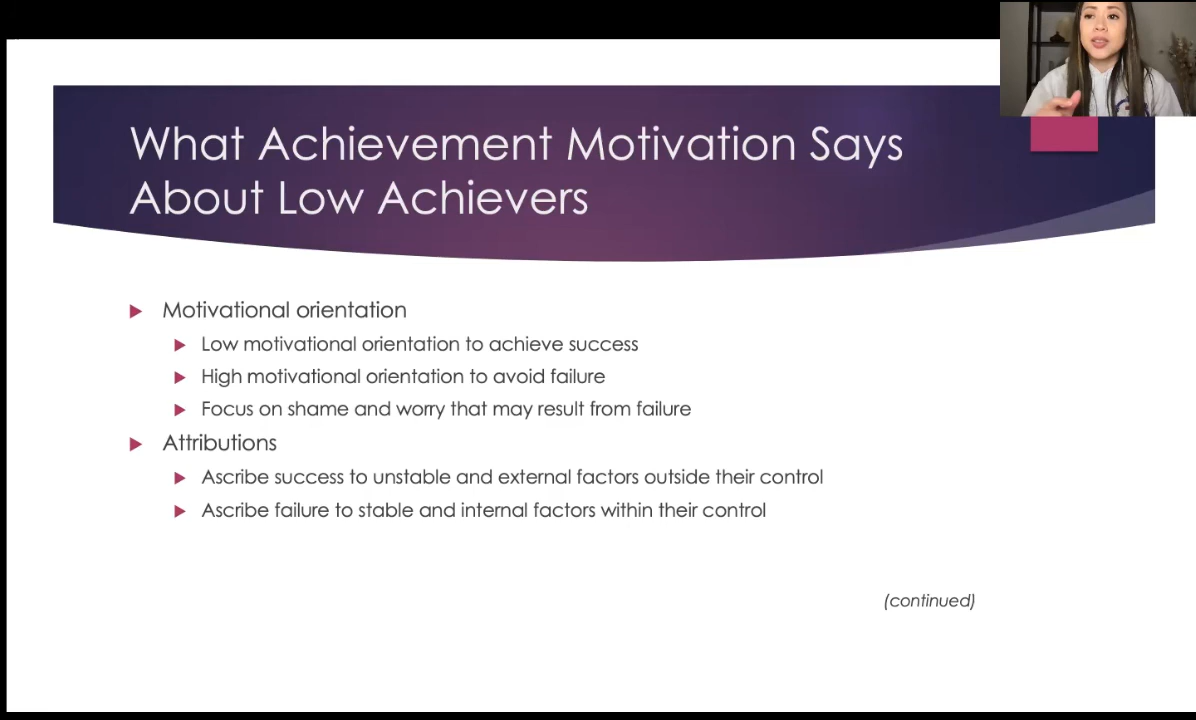 What Achievement Motivation Says
About Low Achievers
Motivational orientation
Low motivational orientation to achieve success
High motivational orientation to avoid failure
Focus on shame and worry that may result from failure
Attributions
Ascribe success to unstable and external factors outside their control
Ascribe failure to stable and internal factors within their control
(continued)